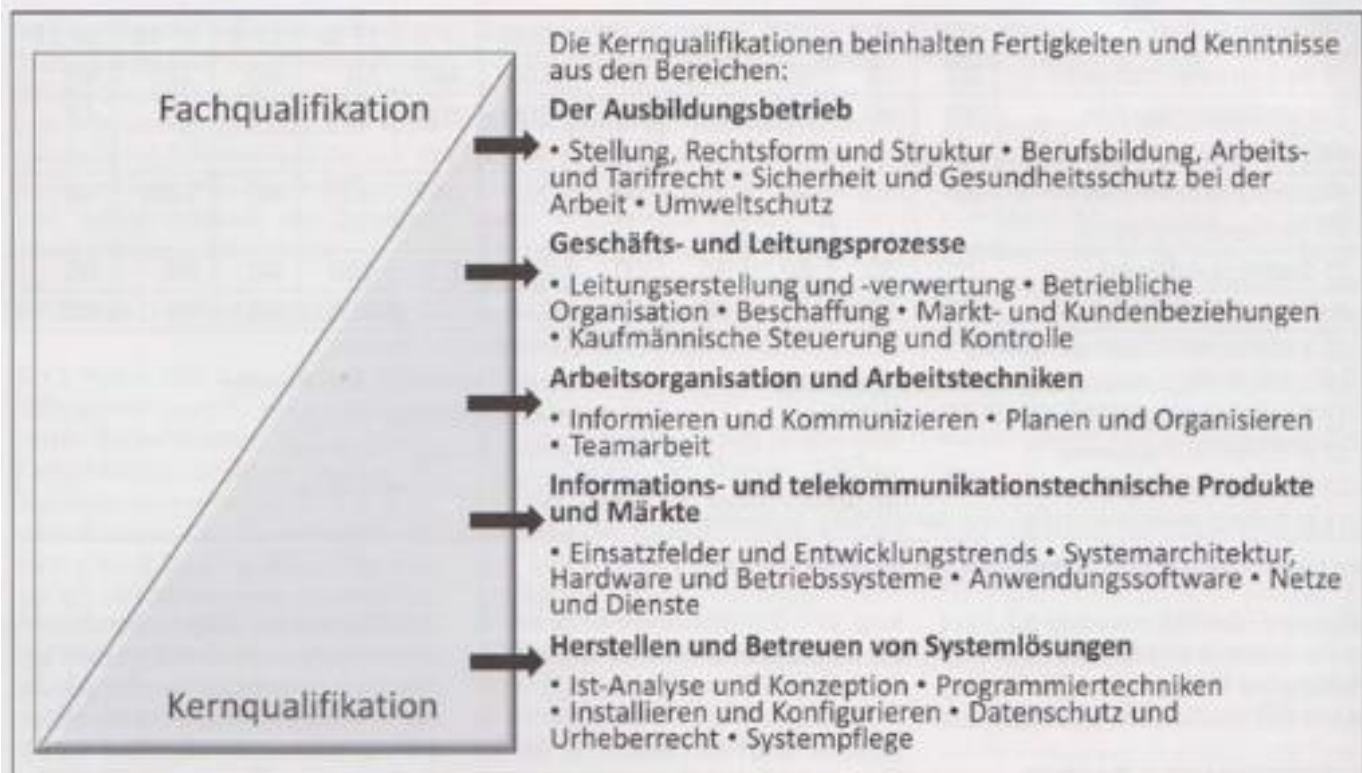 Fachqualifikation
Kernqualifikation
Die Kernqualifikationen beinhalten Fertigkeiten und Kenntnisse
aus den Bereichen:
Der Ausbildungsbetrieb
• Stellung, Rechtsform und Struktur • Berufsbildung, Arbeits-
und Tarifrecht • Sicherheit und Gesundheitsschutz bei der
Arbeit • Umweltschutz
Geschäfts- und Leitungsprozesse
• Leitungserstellung und -verwertung • Betriebliche
Organisation • Beschaffung • Markt- und Kundenbeziehungen
• Kaufmännische Steuerung und Kontrolle
Arbeitsorganisation und Arbeitstechniken
• Informieren und Kommunizieren • Planen und Organisieren
• Teamarbeit
Informations- und telekommunikationstechnische Produkte
und Märkte
• Einsatzfelder und Entwicklungstrends • Systemarchitektur,
Hardware und Betriebssysteme • Anwendungssoftware • Netze
und Dienste
Herstellen und Betreuen von Systemlösungen
• Ist-Analyse und Konzeption • Programmiertechniken
• Installieren und Konfigurieren • Datenschutz und
Urheberrecht • Systempflege